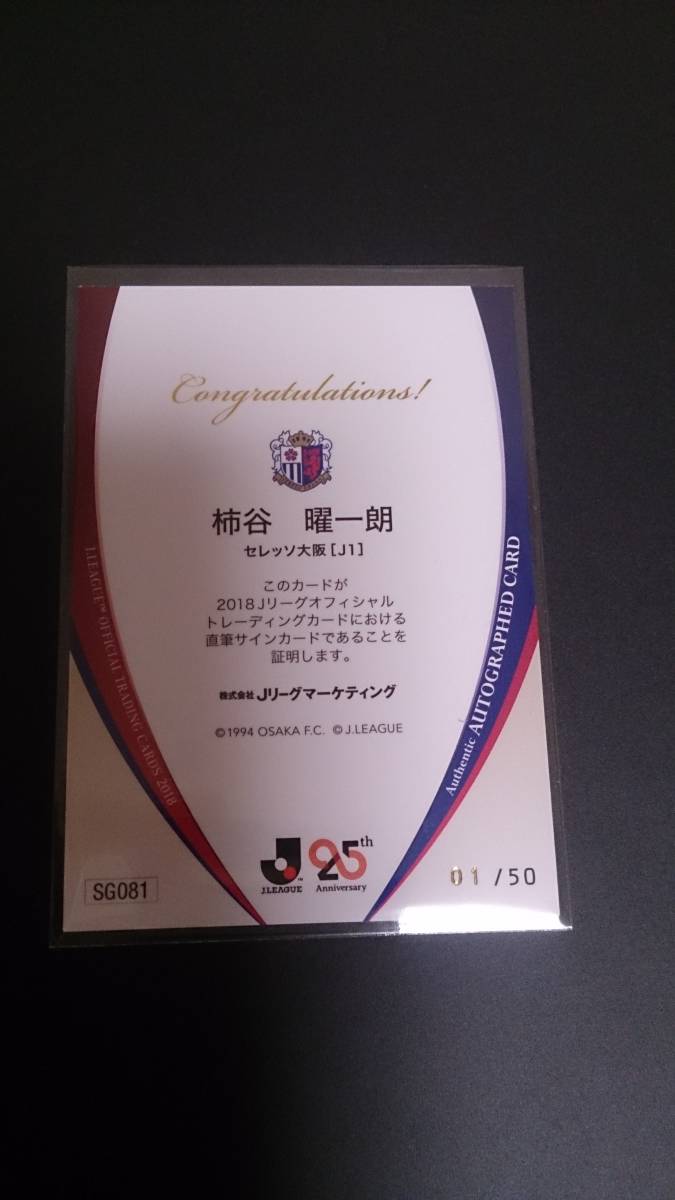 Congratulations!
柿谷 曜一朗
セレッソ大阪[J1]
このカードが
2018Jリーグオフィシャル
トレーディングカードにおける
直筆サインカードであることを
証明します。
株式会社 Jリーグマーケティング
©1994 OSAKA F.C. © J.LEAGUE
J.LEAGUE™ OFFICIAL TRADING CARDS 2018
Authentic AUTOGRAPHED CARD
SG081
J.LEAGUE™
25th
Anniversary
01 /50